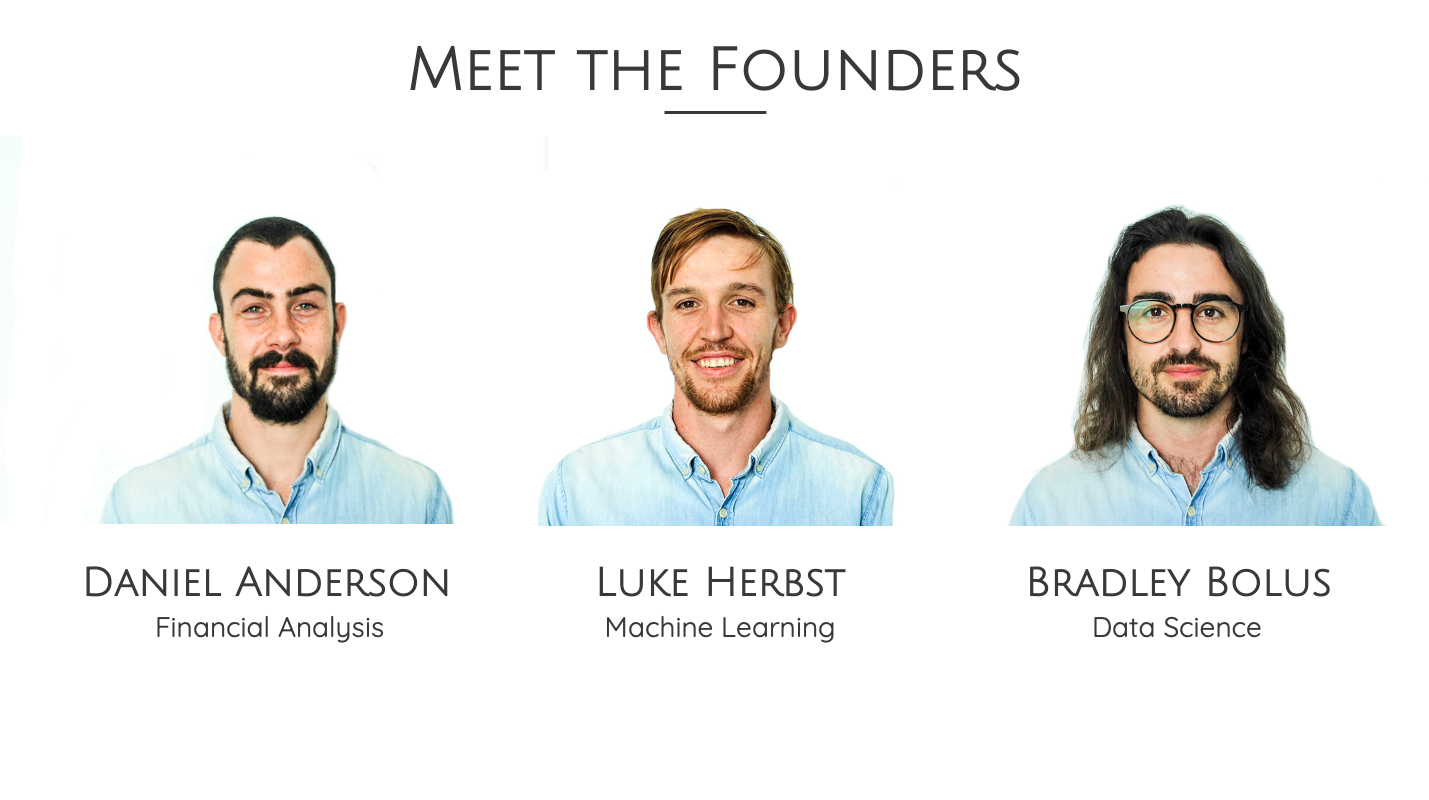 Meet the Founders
Daniel Anderson
Financial Analysis
Luke Herbst
Machine Learning
Bradley Bolus
Data Science